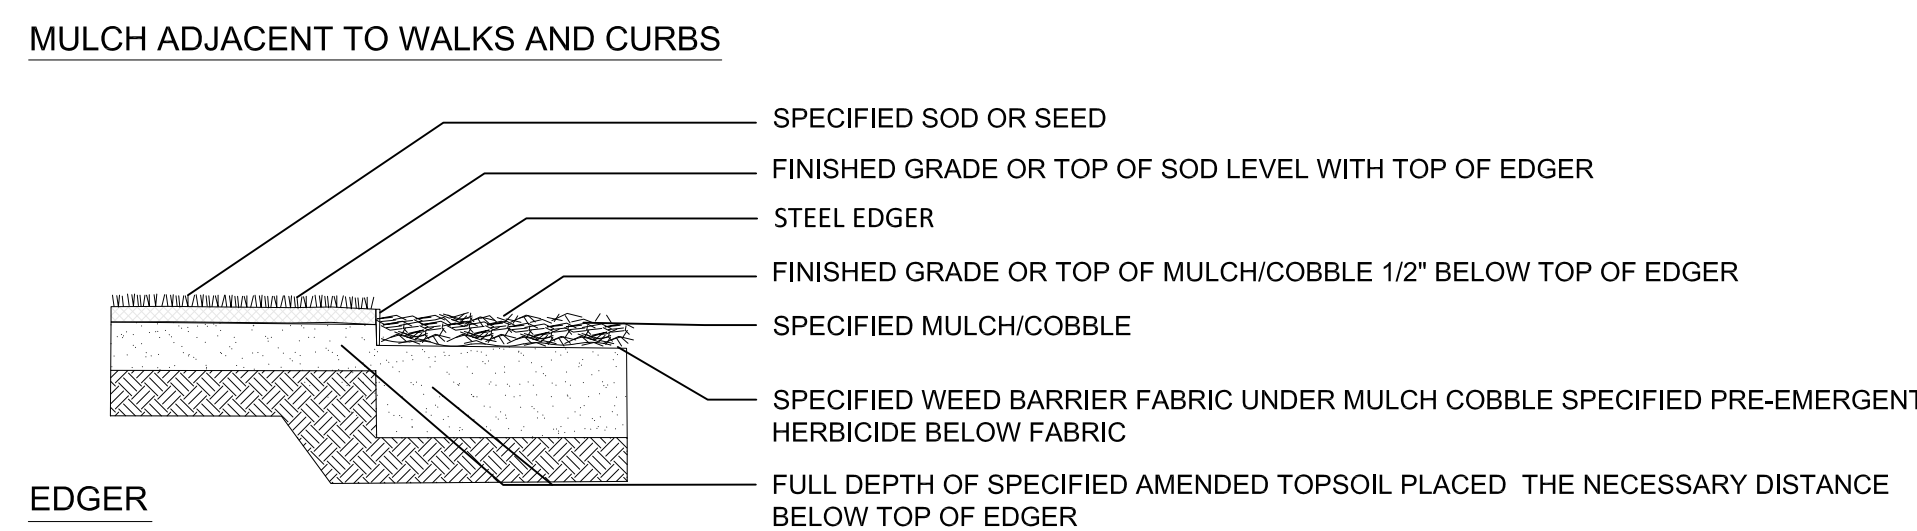 MULCH ADJACENT TO WALKS AND CURBS
SPECIFIED SOD OR SEED
FINISHED GRADE OR TOP OF SOD LEVEL WITH TOP OF EDGER
STEEL EDGER
FINISHED GRADE OR TOP OF MULCH/COBBLE 1/2" BELOW TOP OF EDGER
SPECIFIED MULCH/COBBLE
SPECIFIED WEED BARRIER FABRIC UNDER MULCH COBBLE SPECIFIED PRE-EMERGENT
HERBICIDE BELOW FABRIC
FULL DEPTH OF SPECIFIED AMENDED TOPSOIL PLACED THE NECESSARY DISTANCE
BELOW TOP OF EDGER
EDGER